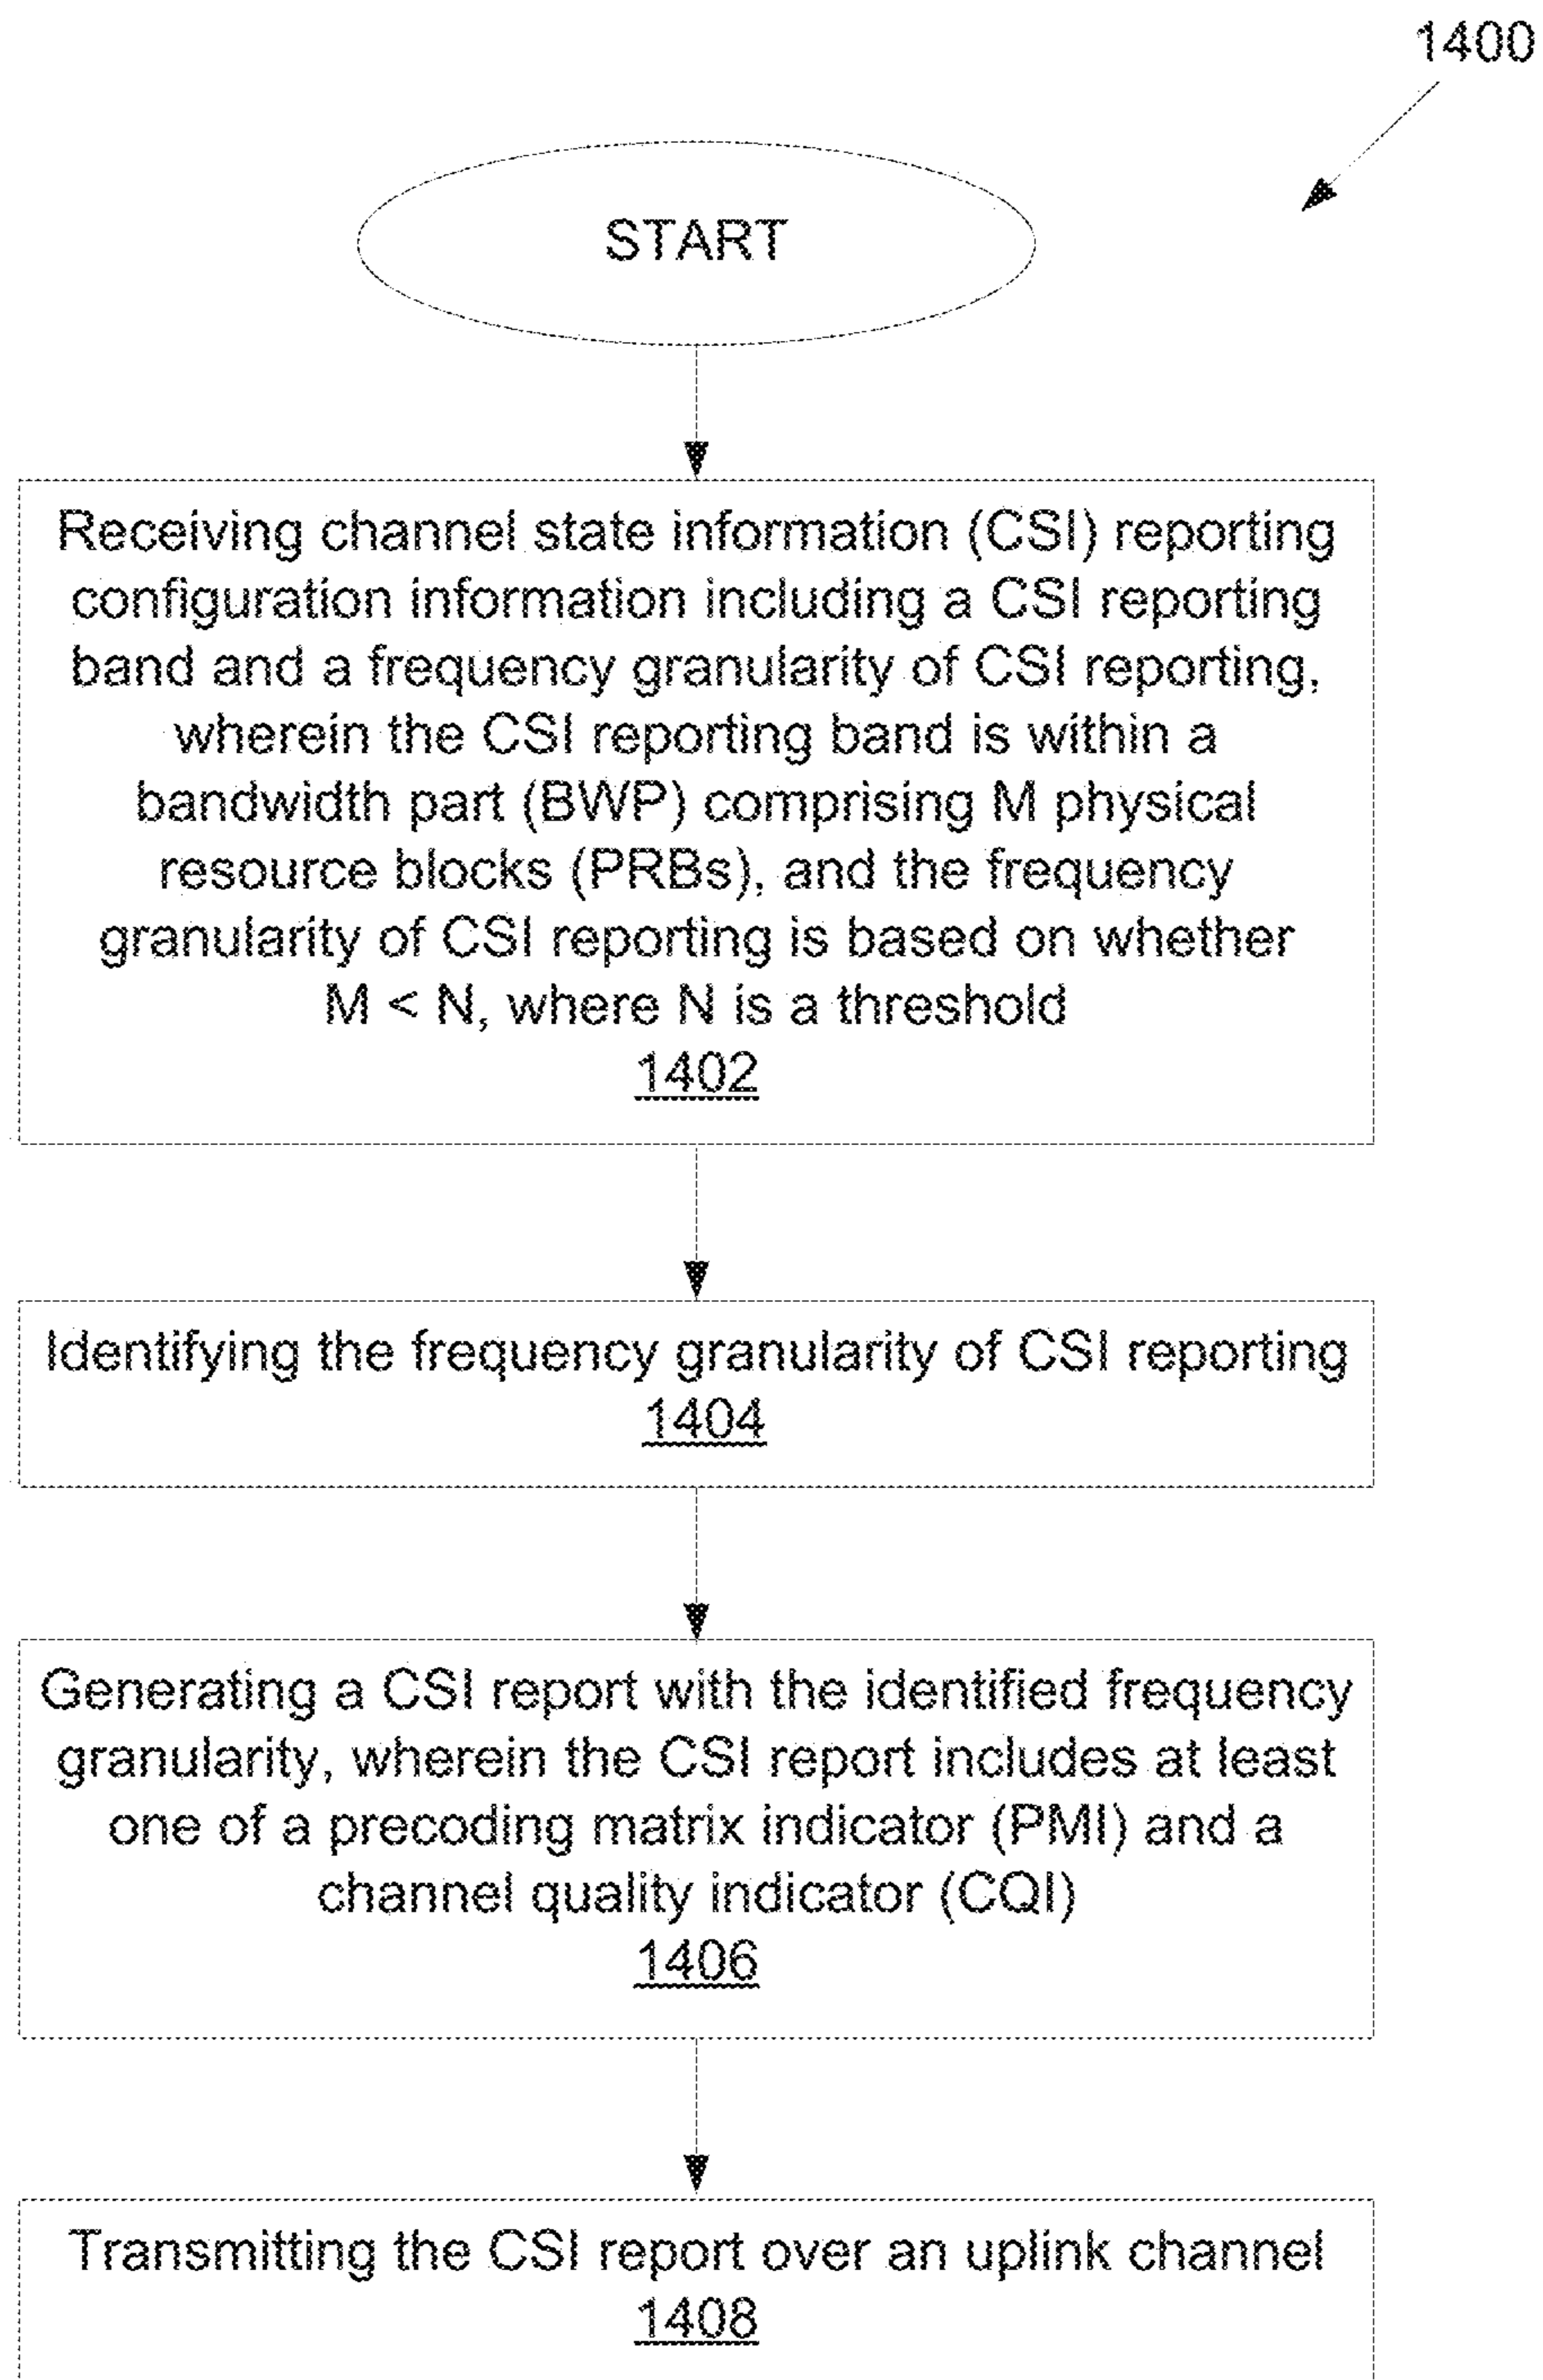 1400
START
Receiving channel state information (CSI) reporting
configuration information including a CSI reporting
band and a frequency granularity of CSI reporting,
wherein the CSI reporting band is within a
bandwidth part (BWP) comprising M physical
resource blocks (PRBs), and the frequency
granularity of CSI reporting is based on whether
M < N, where N is a threshold
1402
Identifying the frequency granularity of CSI reporting
1404
Generating a CSI report with the identified frequency
granularity, wherein the CSI report includes at least
one of a precoding matrix indicator (PMI) and a
channel quality indicator (CQI)
1406
Transmitting the CSI report over an uplink channel
1408